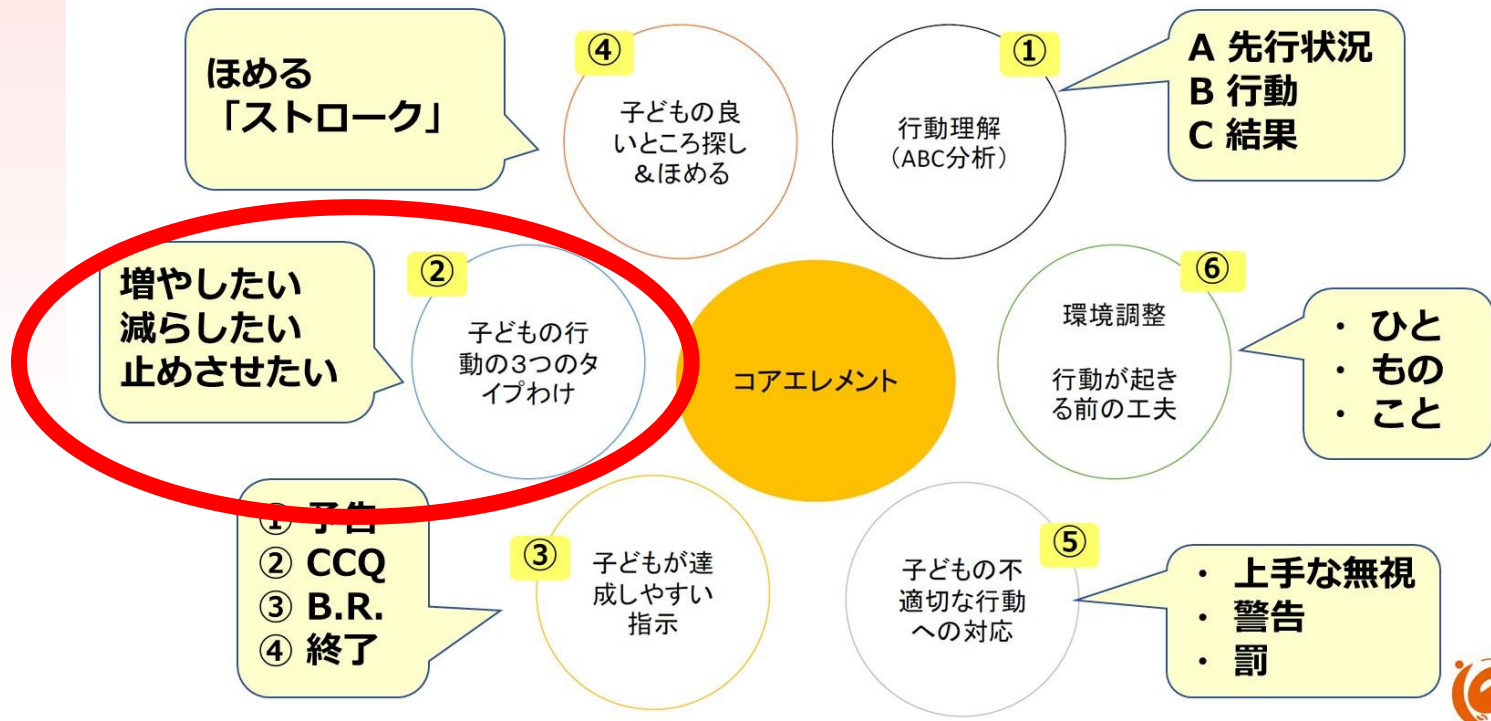 ほめる
「ストローク」
④
子どもの良
いところ探し
＆ほめる
①
行動理解
（ABC分析）
A 先行状況
B 行動
C 結果
増やしたい
減らしたい
止めさせたい
②
子どもの行
動の３つのタ
イプわけ
コアエレメント
⑥
環境調整
行動が起き
る前の工夫
・ ひと
・ もの
・ こと
① 予告
② CCQ
③ B.R.
④ 終了
③
子どもが達
成しやすい
指示
⑤
子どもの不
適切な行動
への対応
・ 上手な無視
・ 警告
・ 罰